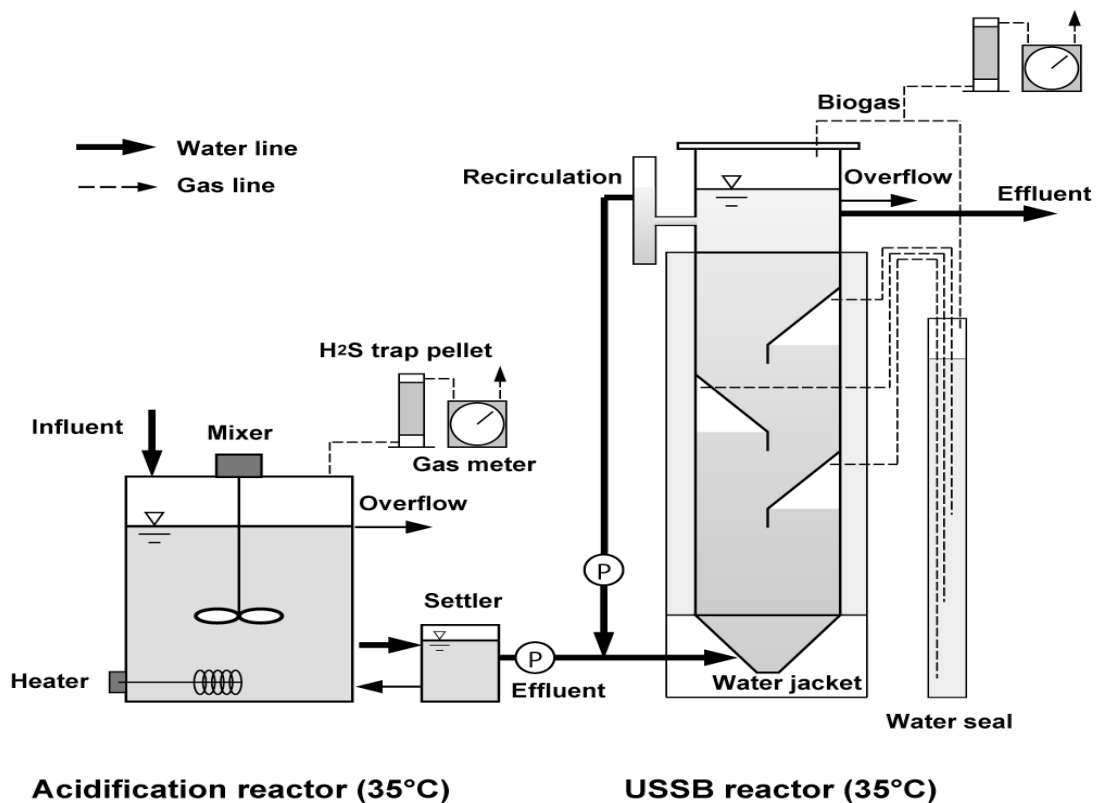 Biogas
Water line
Gas line
Recirculation
Overflow
Effluent
H2S trap pellet
Influent
Mixer
Gas meter
Overflow
P
Settler
Heater
P
Effluent
Water jacket
Water seal
Acidification reactor (35°C)
USSB reactor (35°C)